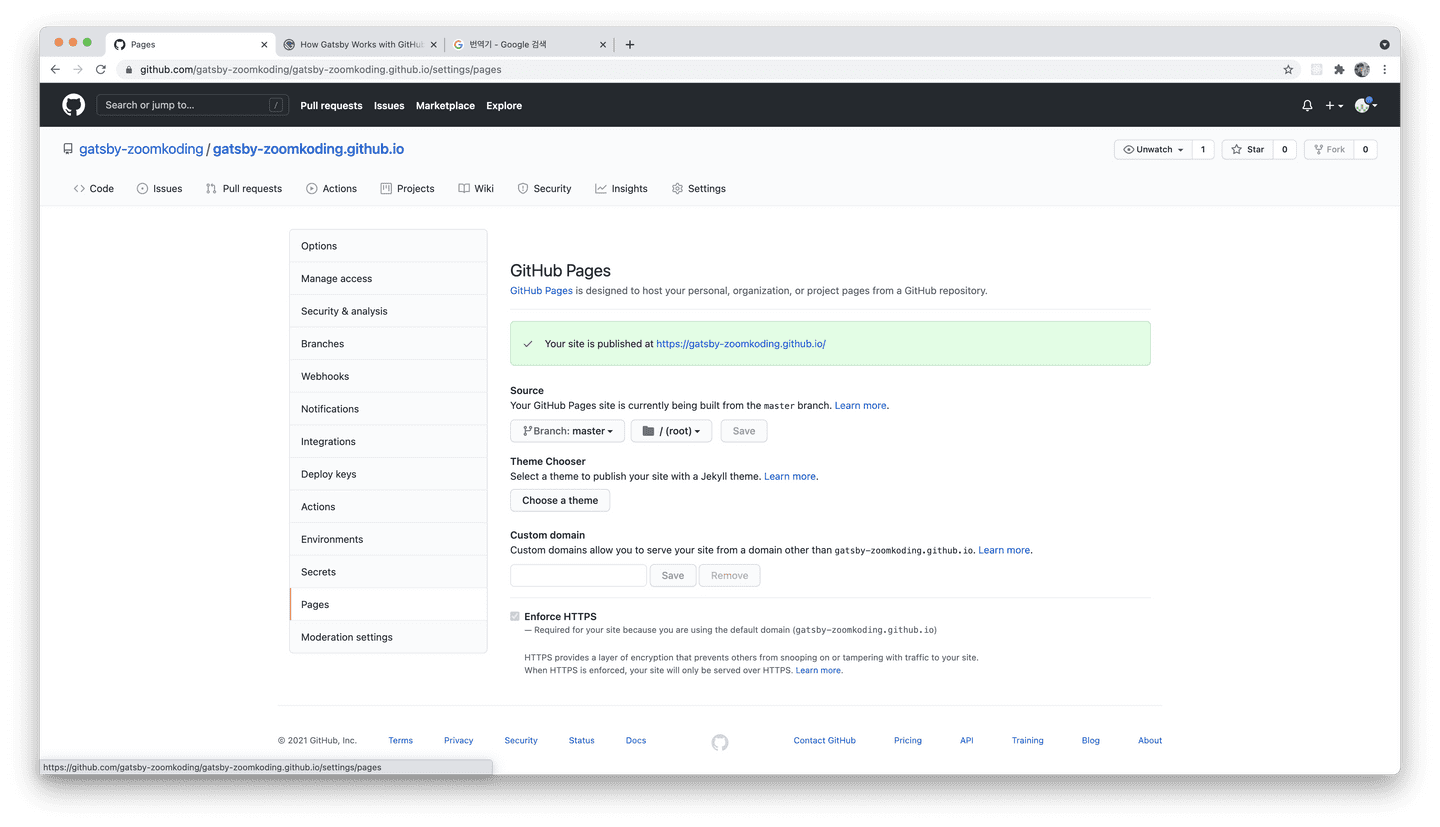 Pages
How Gatsby Works with GitHub
번역기 - Google 검색
github.com/gatsby-zoomkoding/gatsby-zoomkoding.github.io/settings/pages
Search or jump to... / Pull requests Issues Marketplace Explore
gatsby-zoomkoding / gatsby-zoomkoding.github.io
Unwatch 1 Star 0 Fork 0
Code Issues Pull requests Actions Projects Wiki Security Insights Settings
Options
Manage access
Security & analysis
Branches
Webhooks
Notifications
Integrations
Deploy keys
Actions
Environments
Secrets
Pages
Moderation settings
GitHub Pages
GitHub Pages is designed to host your personal, organization, or project pages from a GitHub repository.
Your site is published at https://gatsby-zoomkoding.github.io/
Source
Your GitHub Pages site is currently being built from the master branch. Learn more.
Branch: master / (root) Save
Theme Chooser
Select a theme to publish your site with a Jekyll theme. Learn more.
Choose a theme
Custom domain
Custom domains allow you to serve your site from a domain other than gatsby-zoomkoding.github.io. Learn more.
Save Remove
Enforce HTTPS
— Required for your site because you are using the default domain (gatsby-zoomkoding.github.io)
HTTPS provides a layer of encryption that prevents others from snooping on or tampering with traffic to your site.
When HTTPS is enforced, your site will only be served over HTTPS. Learn more.
© 2021 GitHub, Inc. Terms Privacy Security Status Docs Contact GitHub Pricing API Training Blog About
https://github.com/gatsby-zoomkoding/gatsby-zoomkoding.github.io/settings/pages